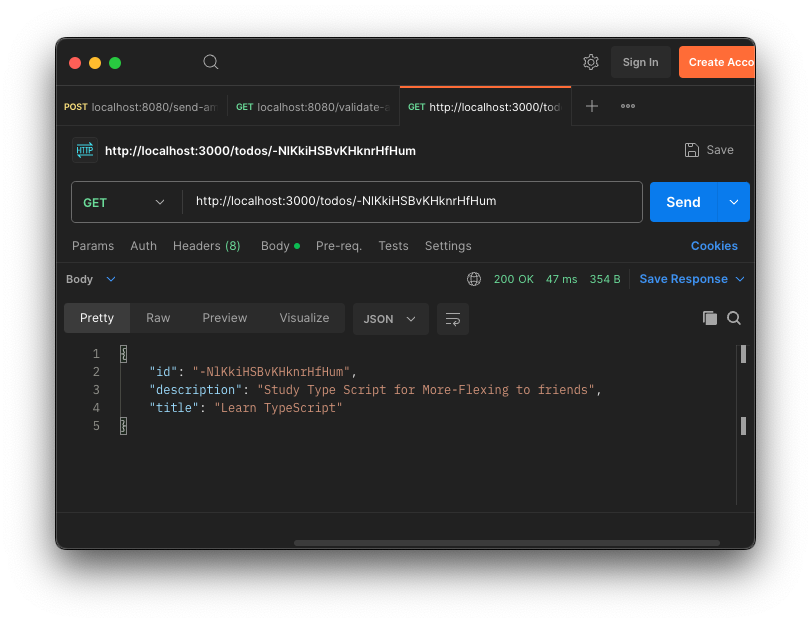 Sign In
Create Acco
POST localhost:8080/send-an
GET localhost:8080/validate-a
GET http://localhost:3000/tod
HTTP http://localhost:3000/todos/-NlKkiHSBvKHknrHfHum
Save
GET
http://localhost:3000/todos/-NlKkiHSBvKHknrHfHum
Send
Params Auth Headers (8) Body Pre-req. Tests Settings Cookies
Body 200 OK 47 ms 354 B Save Response
Pretty Raw Preview Visualize JSON
1 {
2 "id": "-NlKkiHSBvKHknrHfHum",
3 "description": "Study Type Script for More-Flexing to friends",
4 "title": "Learn TypeScript"
5 }